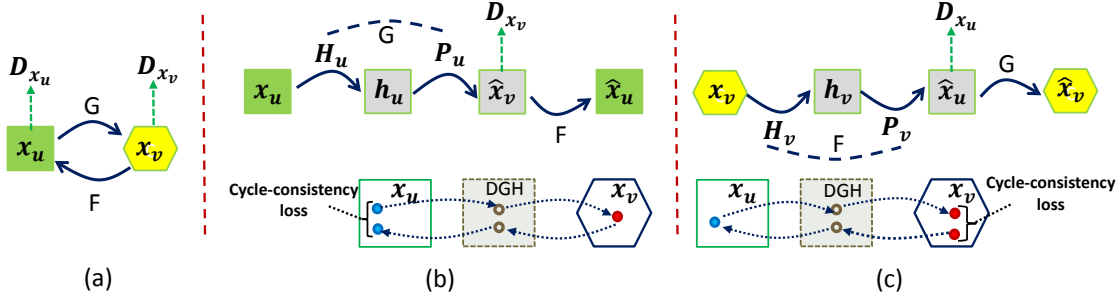 D_{x_u}
D_{x_v}
G
x_u
x_v
F
(a)
G
D_{x_v}
H_u
P_u
x_u
h_u
x̂_v
x̂_u
F
Cycle-consistency
loss
x_u
DGH
x_v
(b)
D_{x_u}
G
x_v
h_v
x̂_u
x̂_v
H_v
P_v
F
x_u
DGH
x_v
Cycle-consistency
loss
(c)